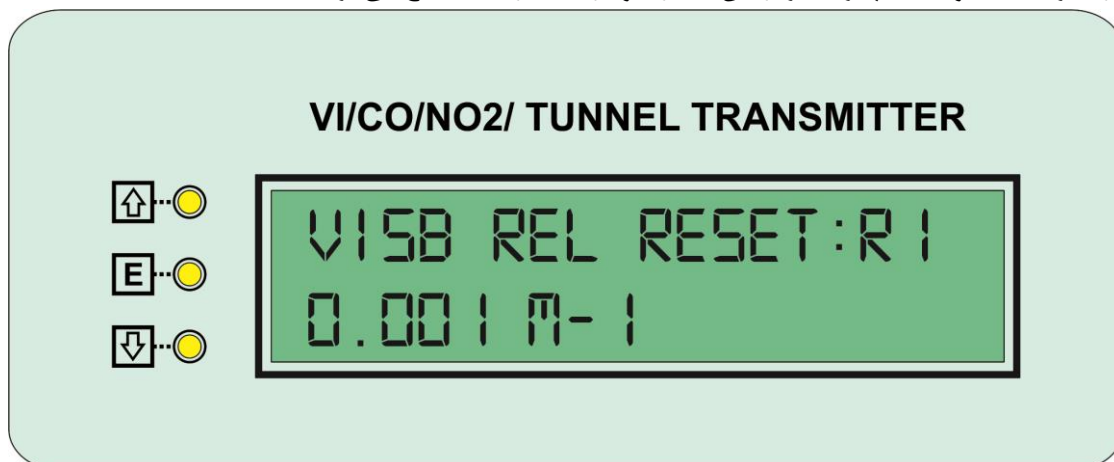 VI/CO/NO2/ TUNNEL TRANSMITTER
VISB REL RESET:R1
E
0.001 M-1